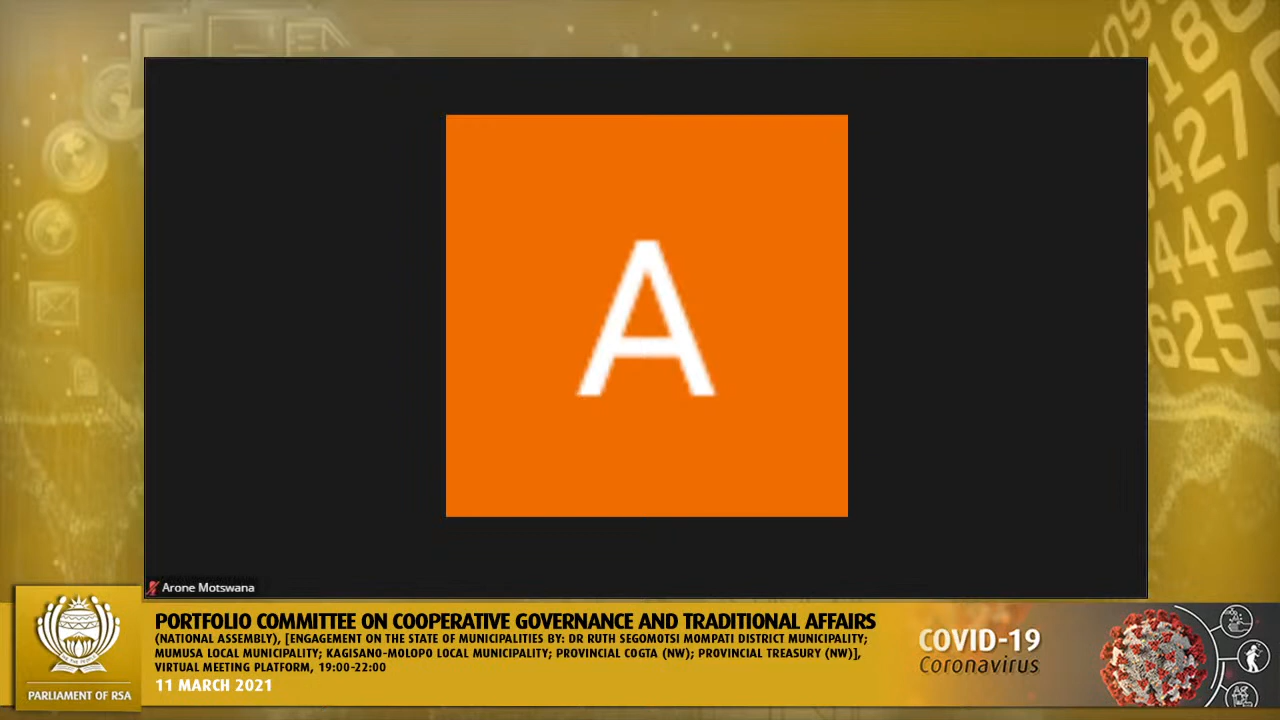 A
Arone Motswana
PORTFOLIO COMMITTEE ON COOPERATIVE GOVERNANCE AND TRADITIONAL AFFAIRS
(NATIONAL ASSEMBLY), [ENGAGEMENT ON THE STATE OF MUNICIPALITIES BY: DR RUTH SEGOMOTSI MOMPATI DISTRICT MUNICIPALITY;
MUMUSA LOCAL MUNICIPALITY; KAGISANO-MOLOPO LOCAL MUNICIPALITY; PROVINCIAL COGTA (NW); PROVINCIAL TREASURY (NW)],
VIRTUAL MEETING PLATFORM, 19:00-22:00
11 MARCH 2021
PARLIAMENT OF RSA
COVID-19
Coronavirus